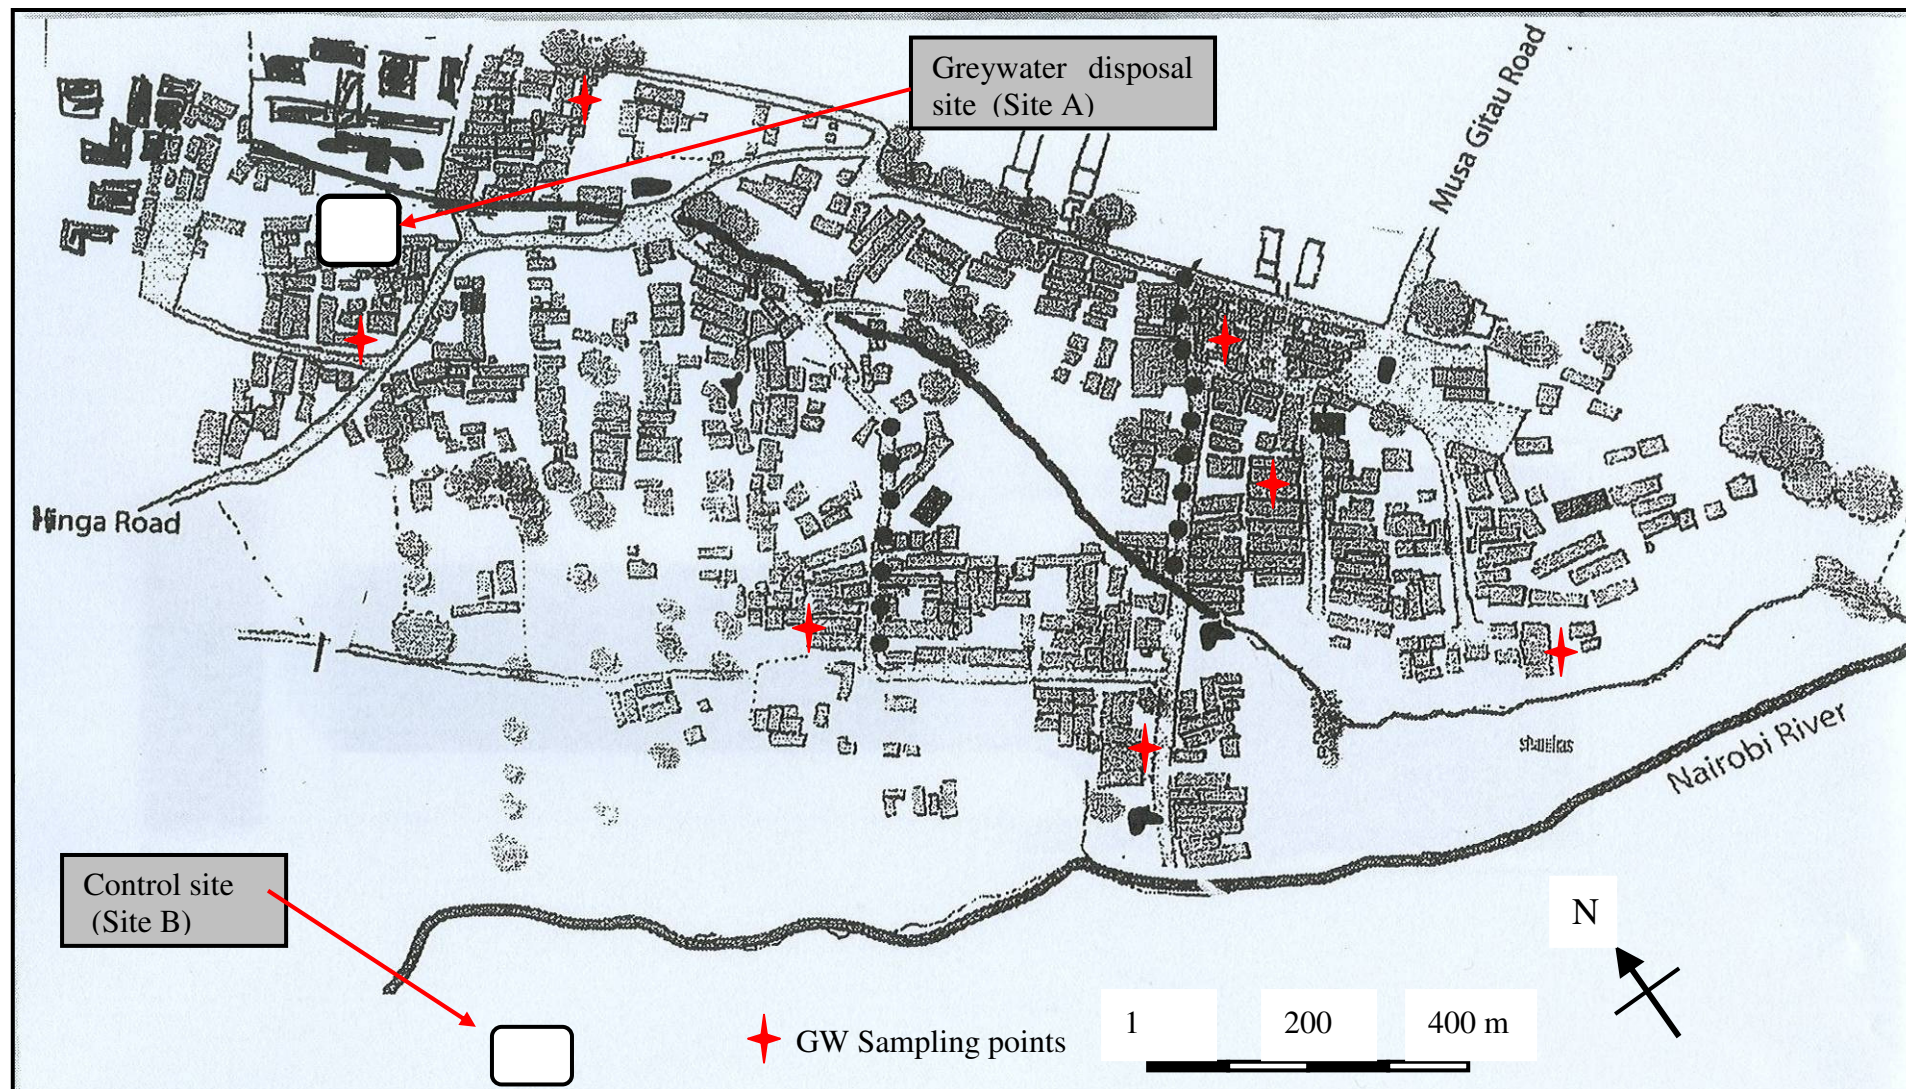 Greywater disposal
site (Site A)
Musa Gitau Road
Hinga Road
shambas
Nairobi River
Control site
(Site B)
N
GW Sampling points
1 200 400 m